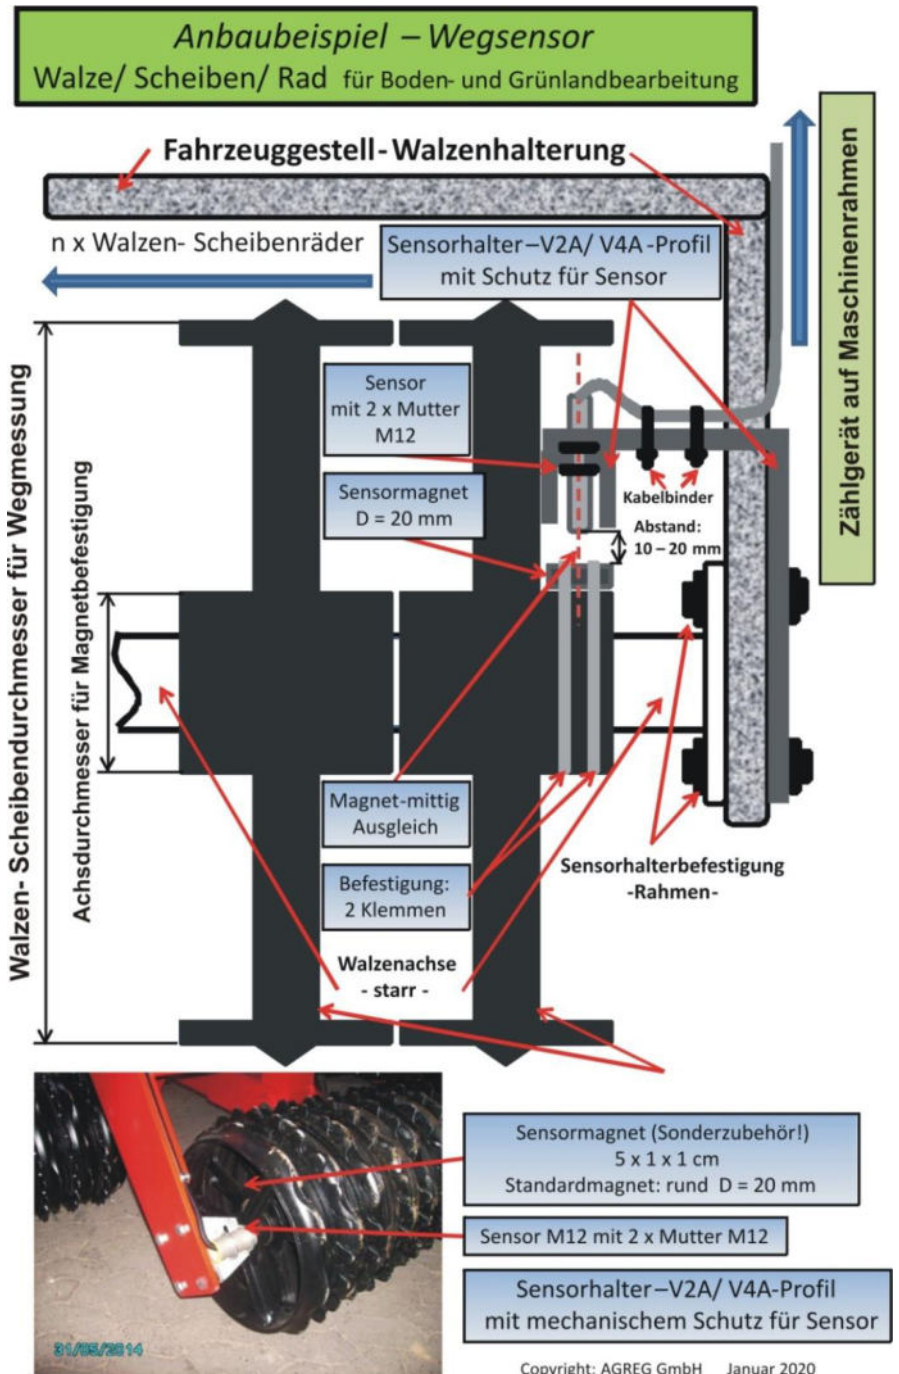 Anbaubeispiel – Wegsensor
Walze/ Scheiben/ Rad für Boden- und Grünlandbearbeitung
Fahrzeuggestell-Walzenhalterung
Zählgerät auf Maschinenrahmen
n x Walzen- Scheibenräder
Sensorhalter–V2A/ V4A-Profil
mit Schutz für Sensor
Walzen- Scheibendurchmesser für Wegmesssung
Achsdurchmesser für Magnetbefestigung
Sensor
mit 2 x Mutter
M12
Sensormagnet
D = 20 mm
Kabelbinder
Abstand:
10 – 20 mm
Magnet-mittig
Ausgleich
Befestigung:
2 Klemmen
Sensorhalterbefestigung
-Rahmen-
Walzenachse
- starr -
Sensormagnet (Sonderzubehör!)
5 x 1 x 1 cm
Standardmagnet: rund D = 20 mm
Sensor M12 mit 2 x Mutter M12
Sensorhalter–V2A/ V4A-Profil
mit mechanischem Schutz für Sensor
31/05/2014
Copyright: AGREG GmbH Januar 2020